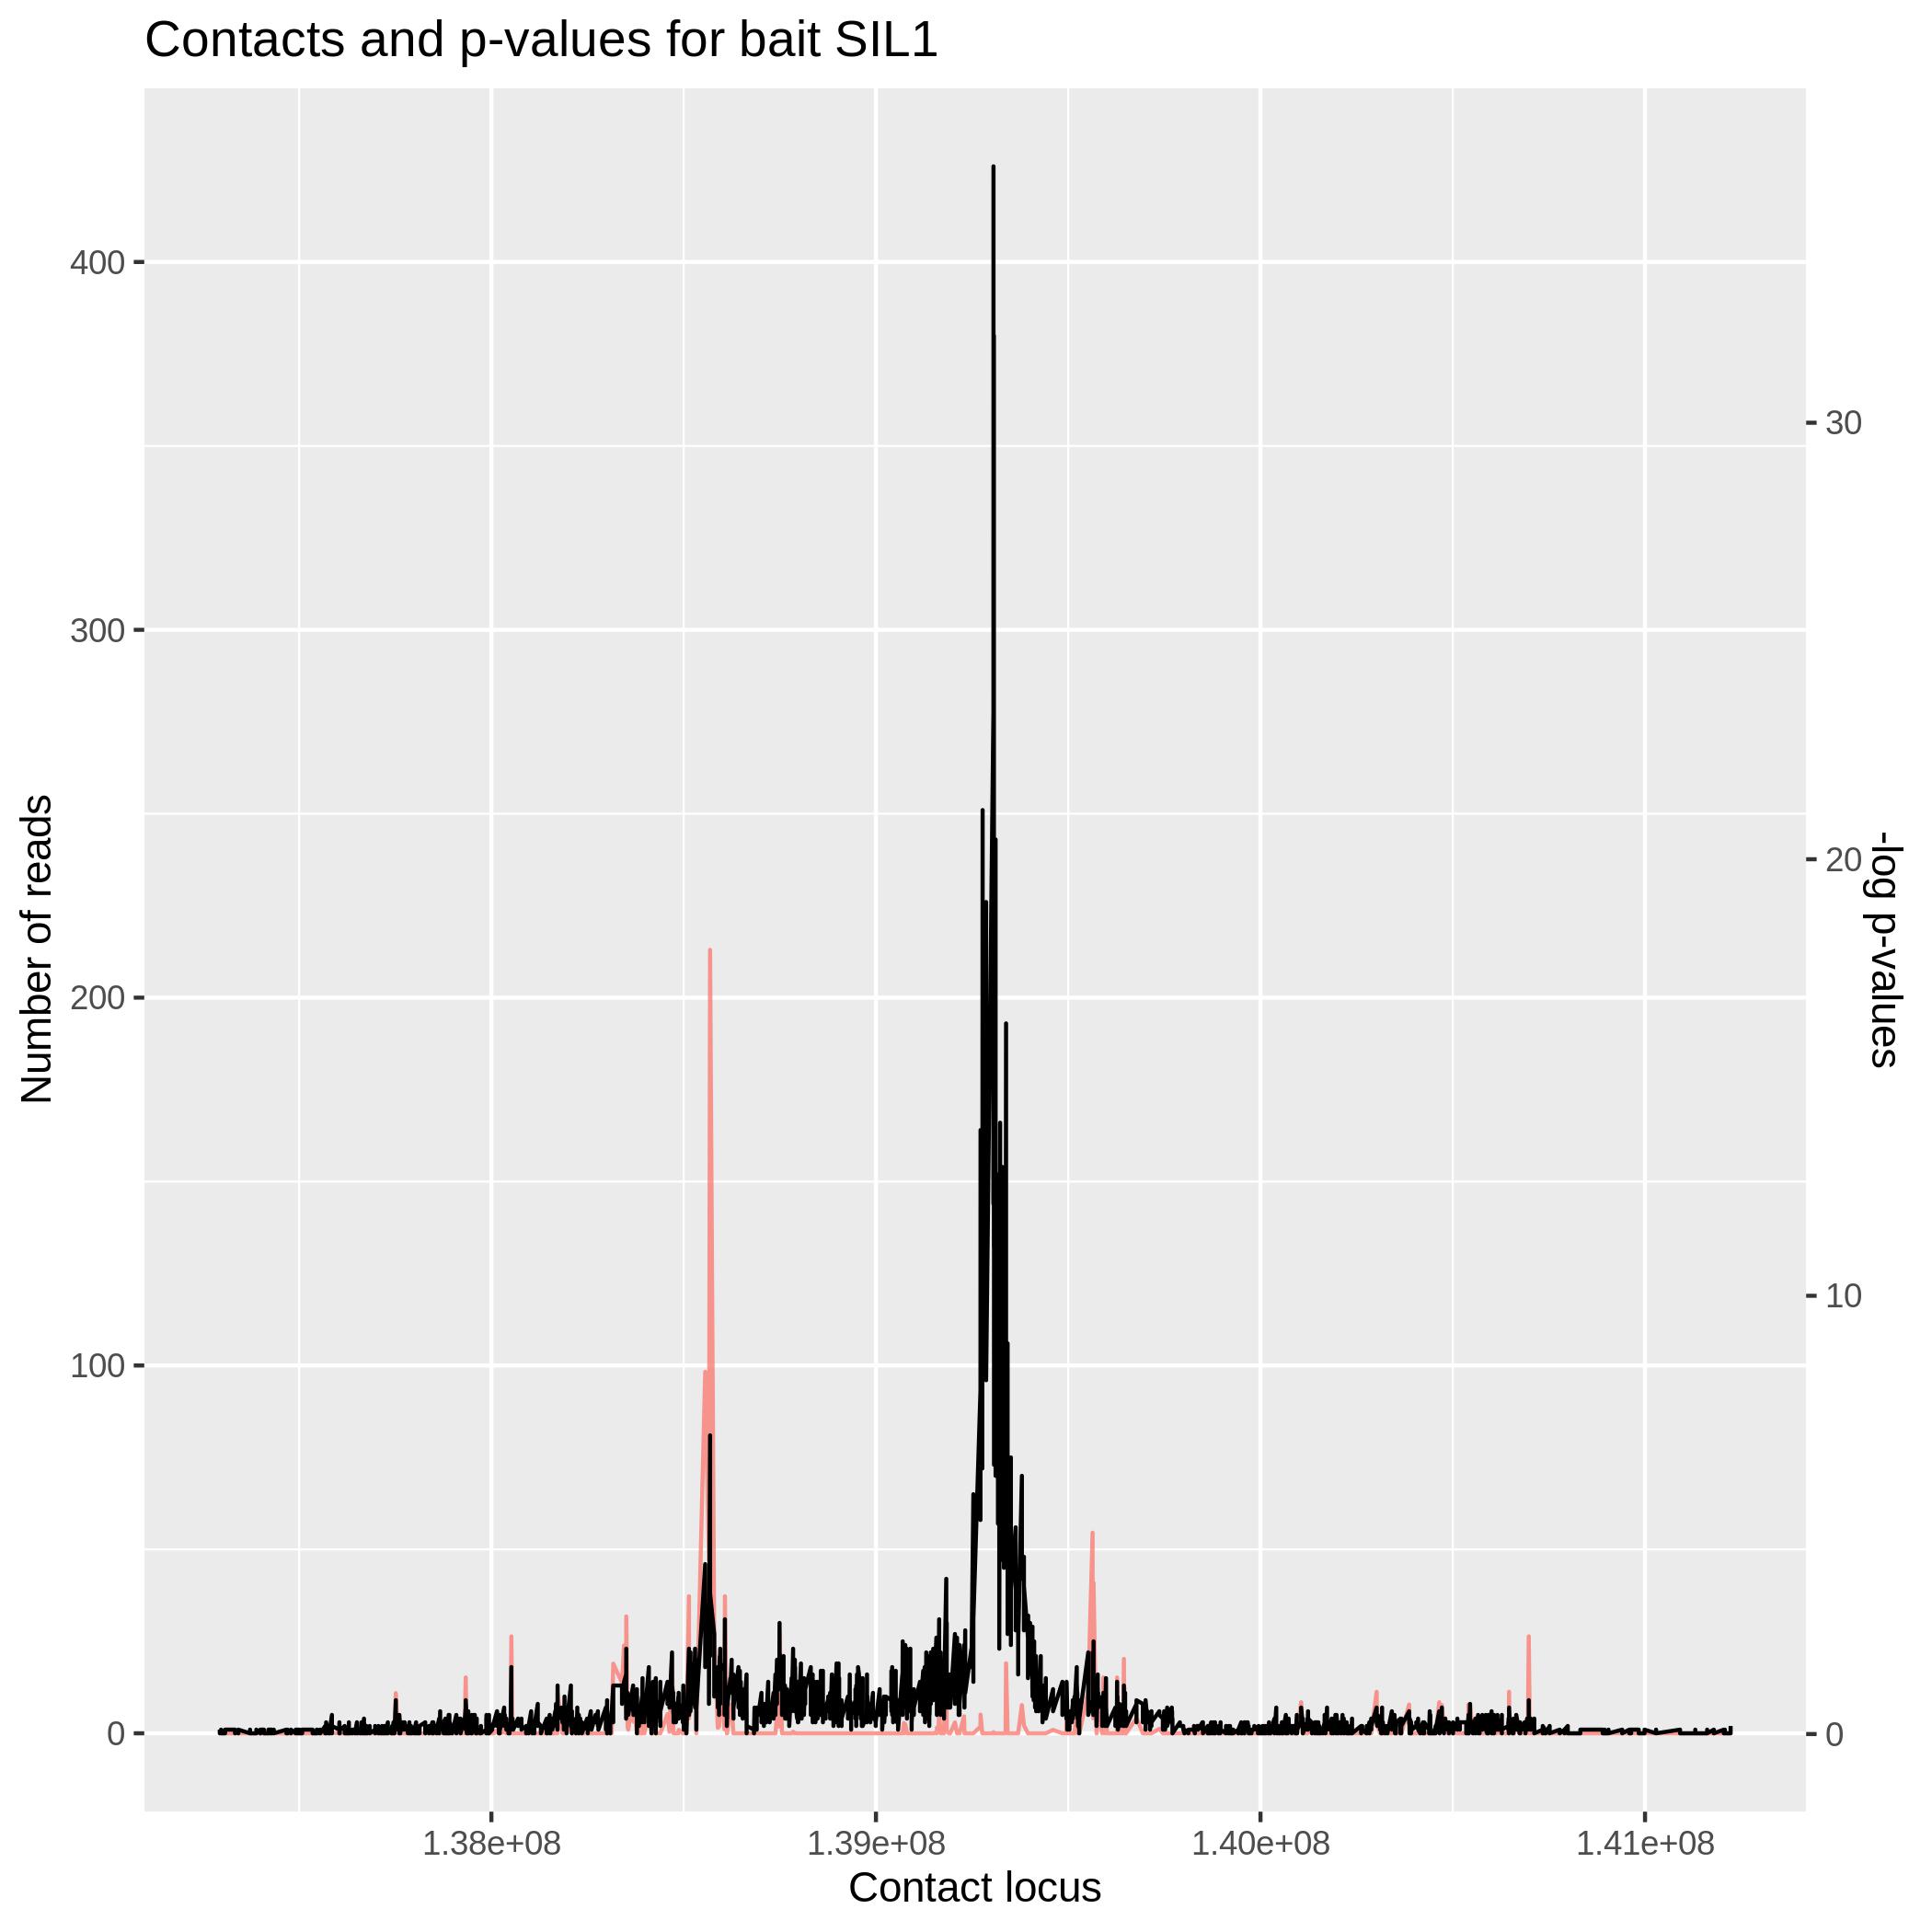 Contacts and p-values for bait SIL1
400
300
200
100
0
Number of reads
30
20
10
0
-log p-values
1.38e+08
1.39e+08
1.40e+08
1.41e+08
Contact locus